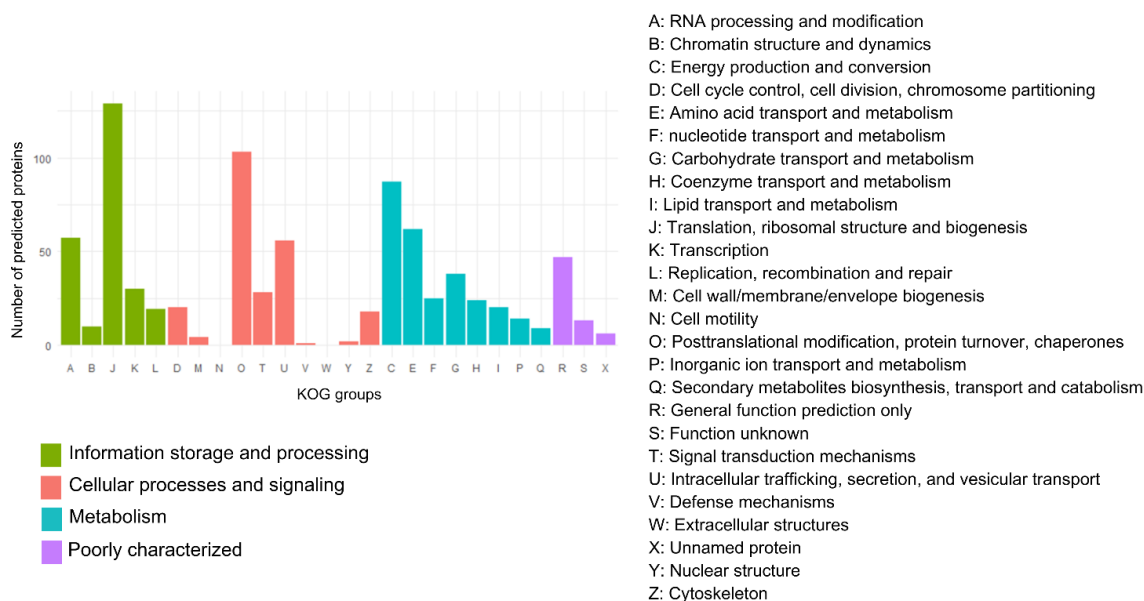 Number of predicted proteins
100
50
0
A B J K L D M N O T U V W Y Z C E F G H I P Q R S X
KOG groups
Information storage and processing
Cellular processes and signaling
Metabolism
Poorly characterized
A: RNA processing and modification
B: Chromatin structure and dynamics
C: Energy production and conversion
D: Cell cycle control, cell division, chromosome partitioning
E: Amino acid transport and metabolism
F: nucleotide transport and metabolism
G: Carbohydrate transport and metabolism
H: Coenzyme transport and metabolism
I: Lipid transport and metabolism
J: Translation, ribosomal structure and biogenesis
K: Transcription
L: Replication, recombination and repair
M: Cell wall/membrane/envelope biogenesis
N: Cell motility
O: Posttranslational modification, protein turnover, chaperones
P: Inorganic ion transport and metabolism
Q: Secondary metabolites biosynthesis, transport and catabolism
R: General function prediction only
S: Function unknown
T: Signal transduction mechanisms
U: Intracellular trafficking, secretion, and vesicular transport
V: Defense mechanisms
W: Extracellular structures
X: Unnamed protein
Y: Nuclear structure
Z: Cytoskeleton